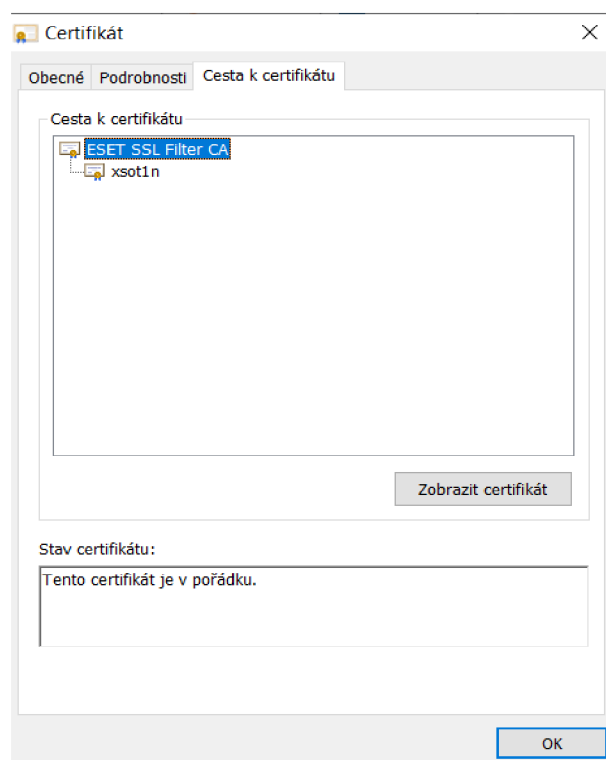 Certifikát
Obecné Podrobnosti Cesta k certifikátu
Cesta k certifikátu
ESET SSL Filter CA
xsot1n
Zobrazit certifikát
Stav certifikátu:
Tento certifikát je v pořádku.
OK